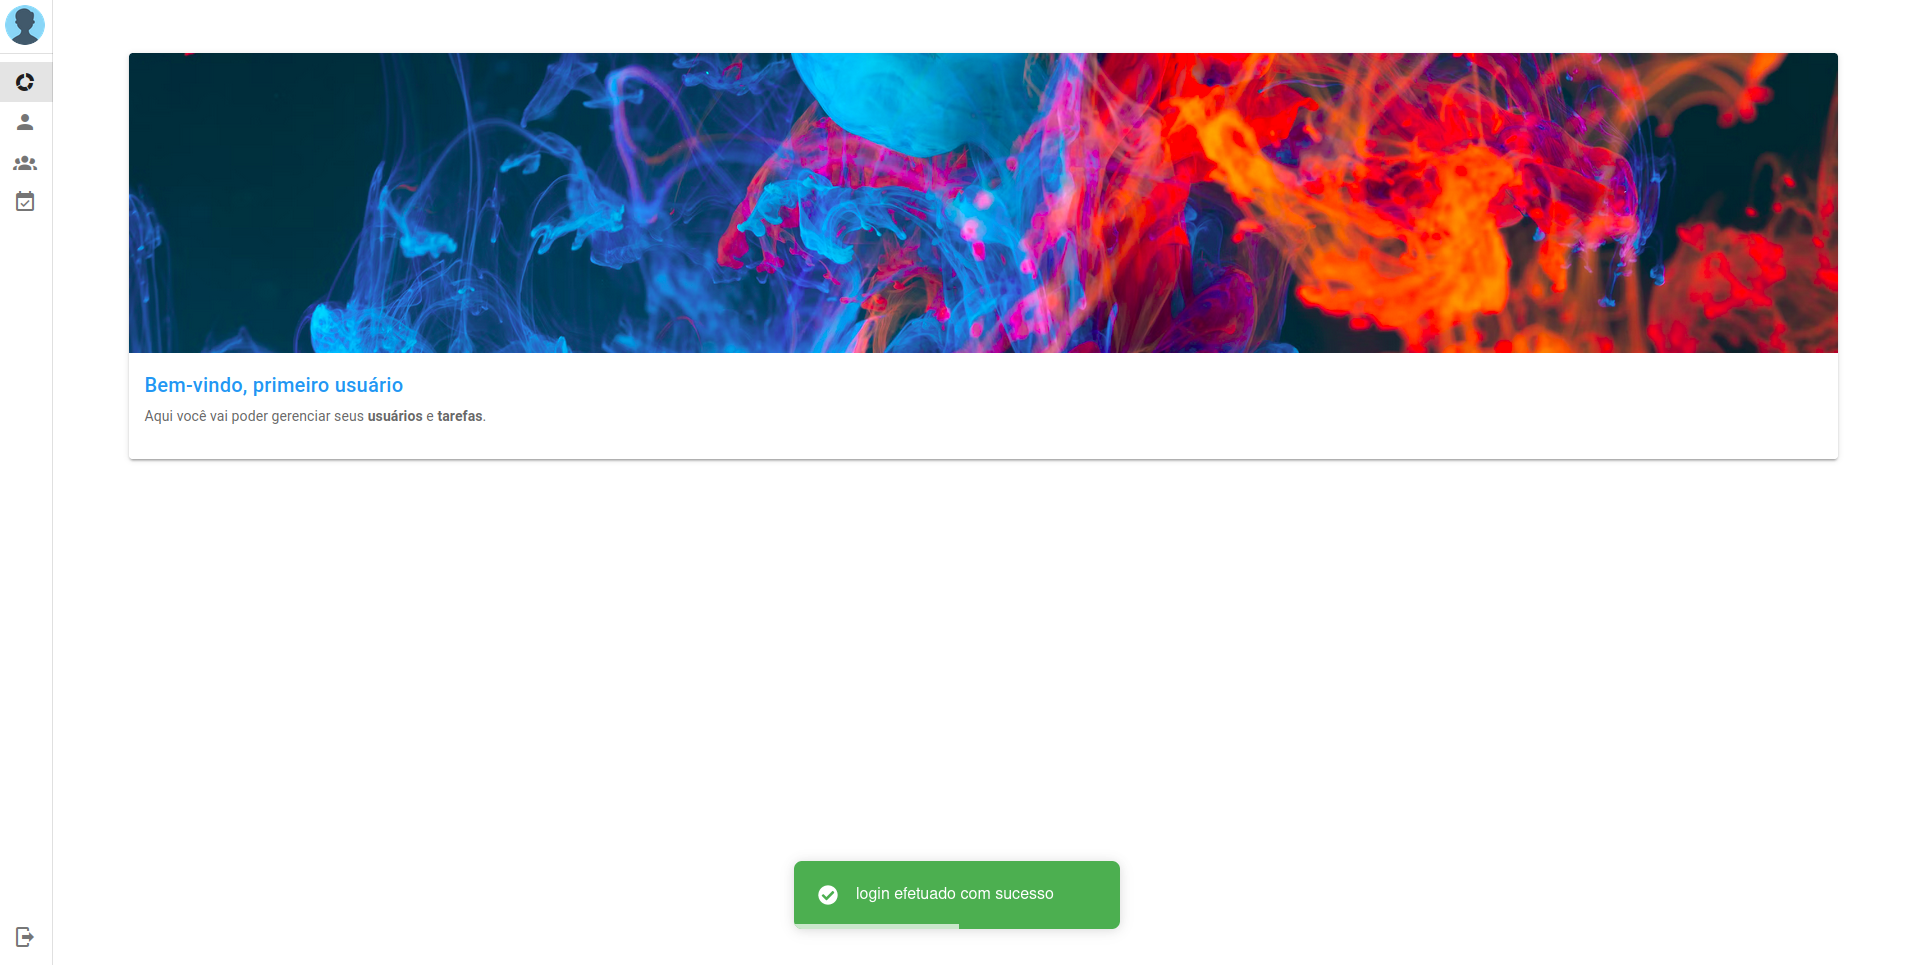 Bem-vindo, primeiro usuário
Aqui você vai poder gerenciar seus usuários e tarefas.
login efetuado com sucesso